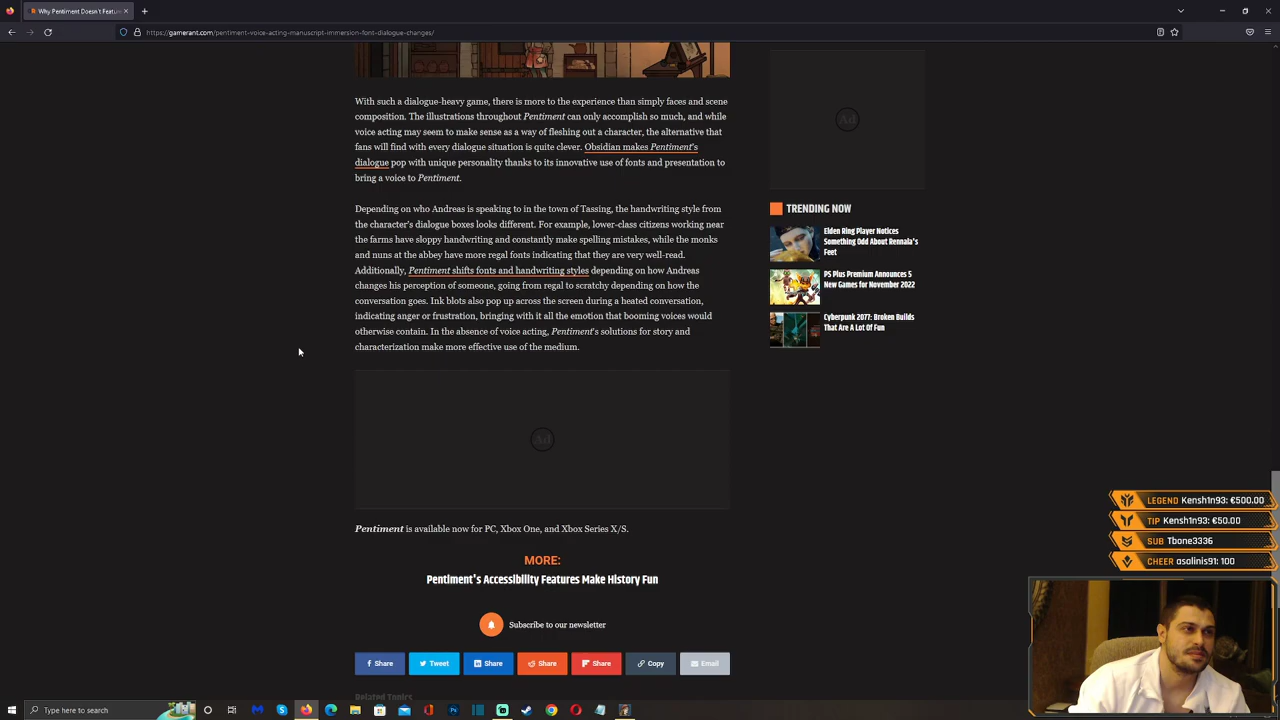 Why Pentiment Doesn't Featur
https://gamerant.com/pentiment-voice-acting-manuscript-immersion-font-dialogue-changes/
With such a dialogue-heavy game, there is more to the experience than simply faces and scene
composition. The illustrations throughout Pentiment can only accomplish so much, and while
voice acting may seem to make sense as a way of fleshing out a character, the alternative that
fans will find with every dialogue situation is quite clever. Obsidian makes Pentiment's
dialogue pop with unique personality thanks to its innovative use of fonts and presentation to
bring a voice to Pentiment.
Depending on who Andreas is speaking to in the town of Tassing, the handwriting style from
the character's dialogue boxes looks different. For example, lower-class citizens working near
the farms have sloppy handwriting and constantly make spelling mistakes, while the monks
and nuns at the abbey have more regal fonts indicating that they are very well-read.
Additionally, Pentiment shifts fonts and handwriting styles depending on how Andreas
changes his perception of someone, going from regal to scratchy depending on how the
conversation goes. Ink blots also pop up across the screen during a heated conversation,
indicating anger or frustration, bringing with it all the emotion that booming voices would
otherwise contain. In the absence of voice acting, Pentiment's solutions for story and
characterization make more effective use of the medium.
Ad
Pentiment is available now for PC, Xbox One, and Xbox Series X/S.
MORE:
Pentiment's Accessibility Features Make History Fun
Subscribe to our newsletter
Share
Tweet
Share
Share
Share
Copy
Email
Related Topics
Ad
TRENDING NOW
Elden Ring Player Notices
Something Odd About Rennala's
Feet
PS Plus Premium Announces 5
New Games for November 2022
Cyberpunk 2077: Broken Builds
That Are A Lot Of Fun
LEGEND Kensh1n93: €500.00
TIP Kensh1n93: €50.00
SUB Tbone3336
CHEER asalinis91: 100
Type here to search